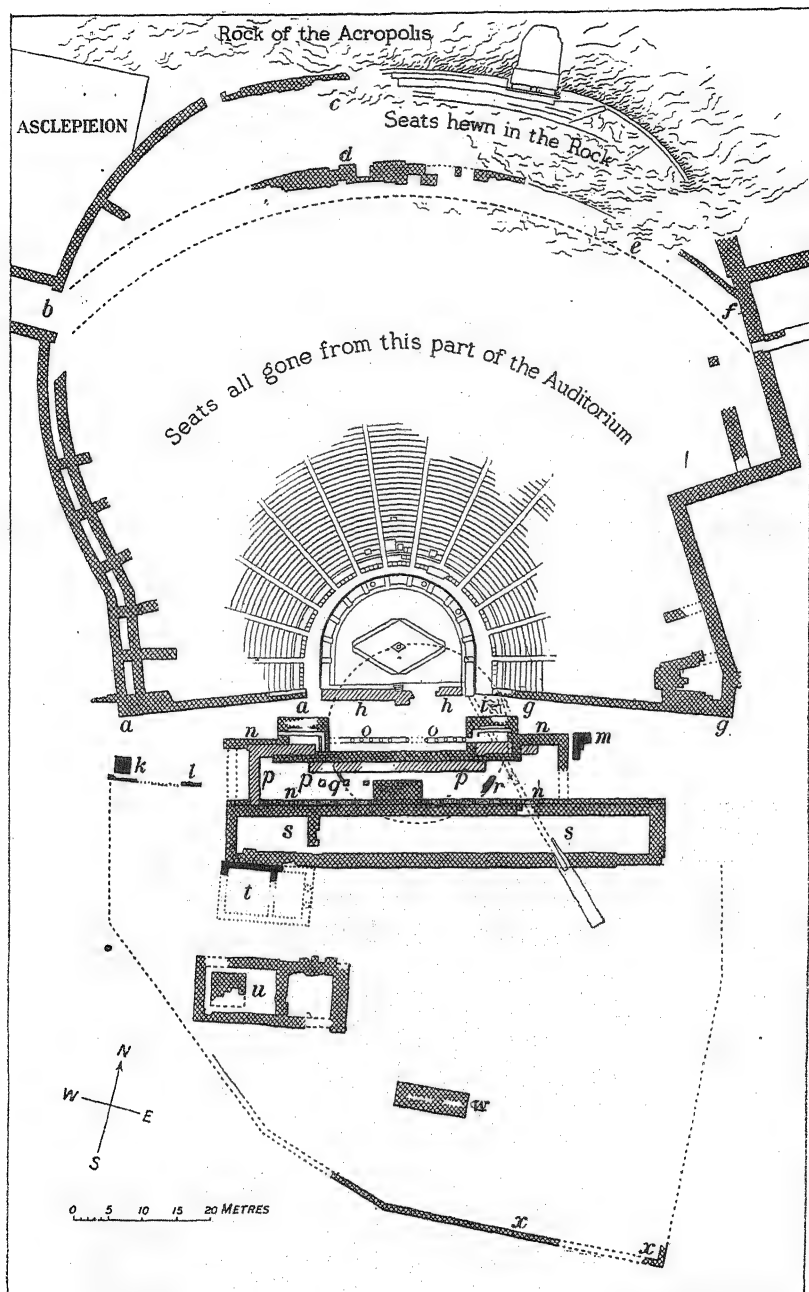 Rock of the Acropolis
ASCLEPIEION
c
Seats hewn in the Rock
d
e
b
f
Seats all gone from this part of the Auditorium
a
a
h
h
g
g
n
o
o
n
m
k
l
p
p
q
p
r
n
n
s
s
t
u
N
W
E
S
w
0 5 10 15 20 METRES
x
x